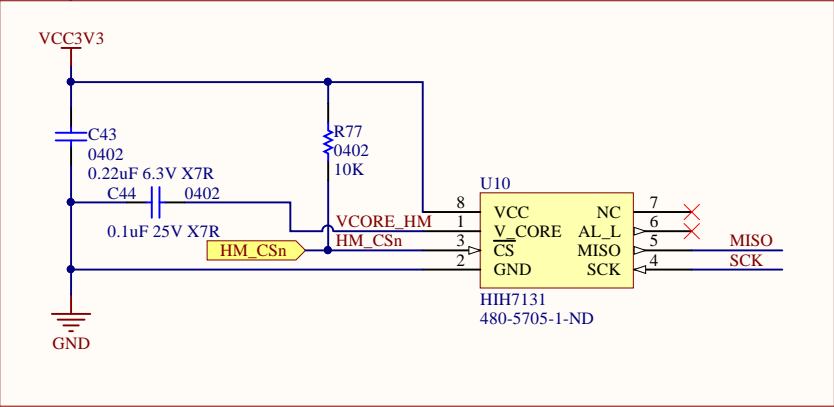 VCC3V3
C43
0402
0.22uF 6.3V X7R
C44
0402
0.1uF 25V X7R
R77
0402
10K
HM_CSn
VCORE_HM
HM_CSn
U10
8 VCC
1 V_CORE
3 CS
2 GND
NC 7
AL_L 6
MISO 5
SCK 4
MISO
SCK
HIH7131
480-5705-1-ND
GND